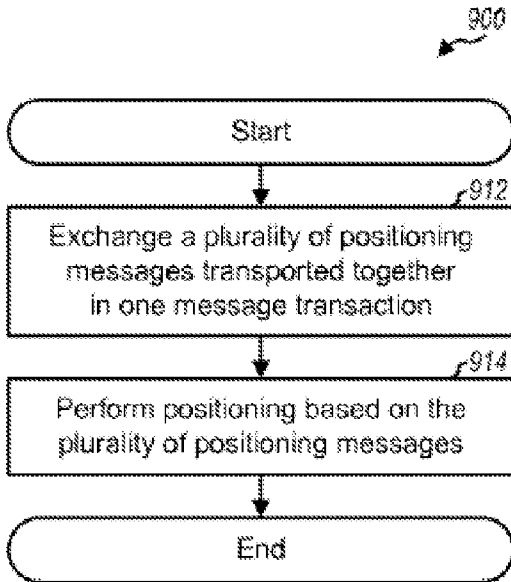 900
Start
912
Exchange a plurality of positioning
messages transported together
in one message transaction
914
Perform positioning based on the
plurality of positioning messages
End